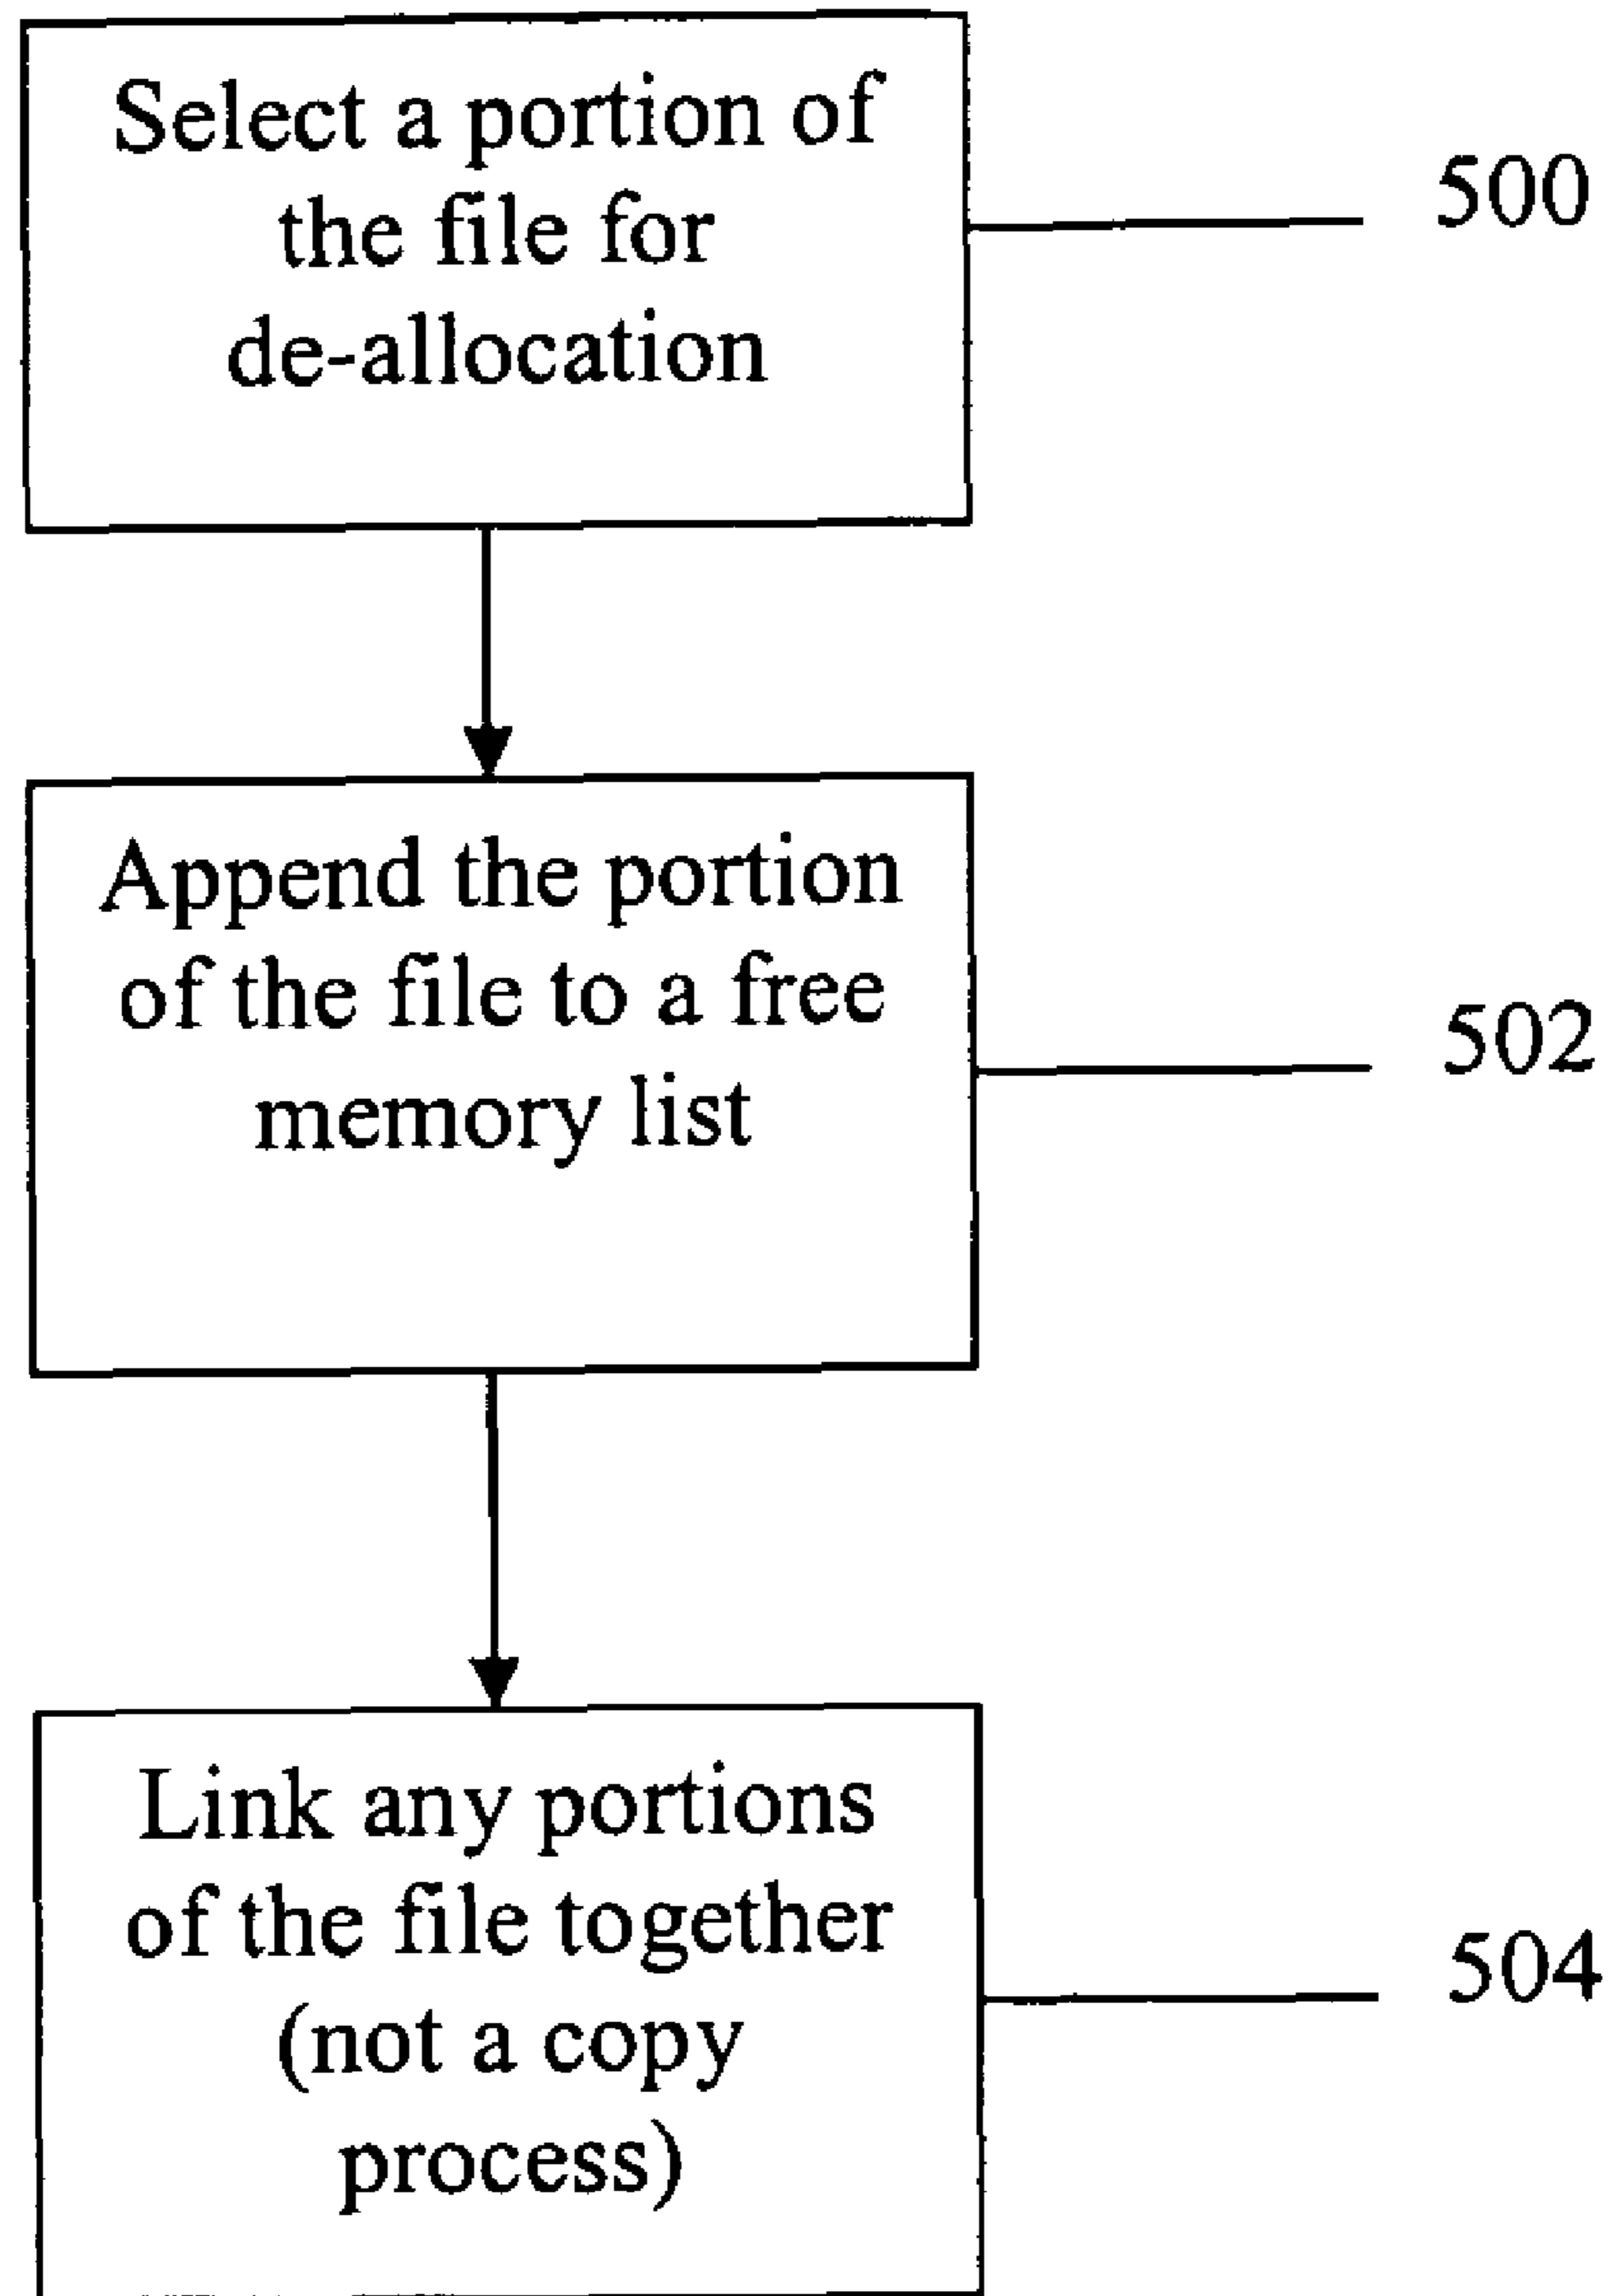 Select a portion of
the file for
de-allocation
500
Append the portion
of the file to a free
memory list
502
Link any portions
of the file together
(not a copy
process)
504